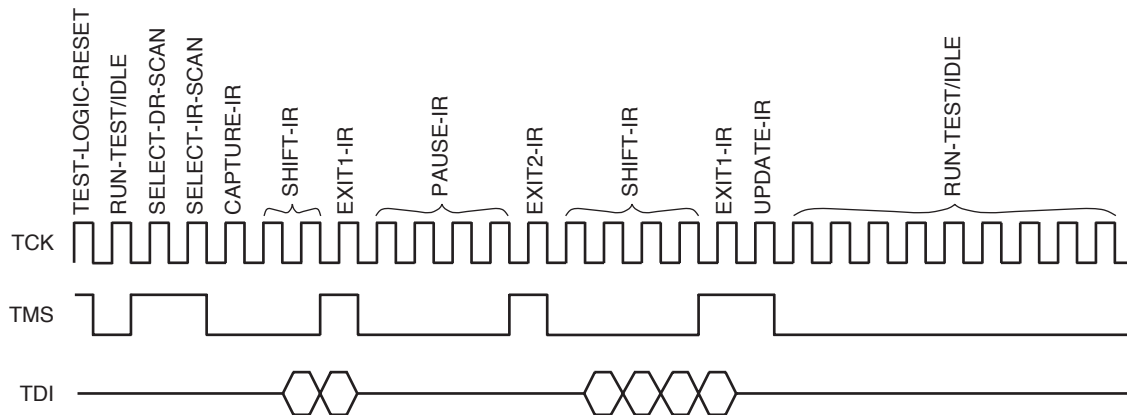 TEST-LOGIC-RESET
RUN-TEST/IDLE
SELECT-DR-SCAN
SELECT-IR-SCAN
CAPTURE-IR
SHIFT-IR
EXIT1-IR
PAUSE-IR
EXIT2-IR
SHIFT-IR
EXIT1-IR
UPDATE-IR
RUN-TEST/IDLE
TCK
TMS
TDI